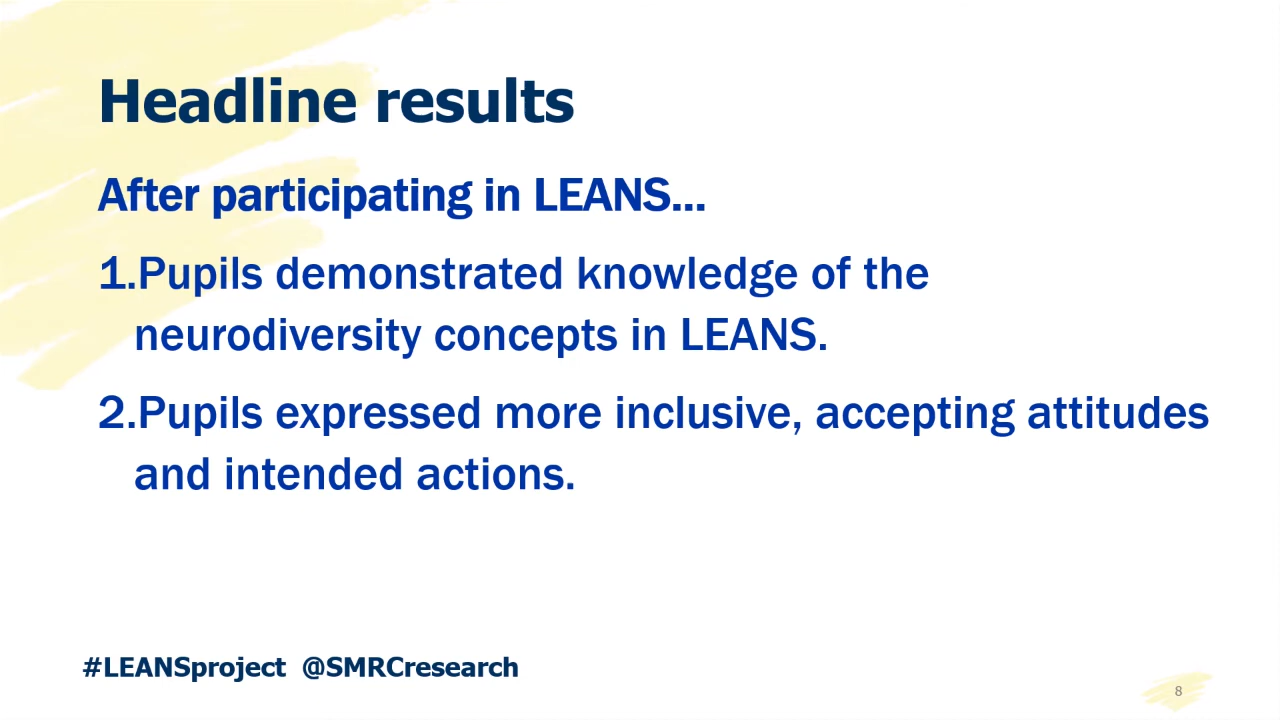 Headline results
After participating in LEANS...
1.Pupils demonstrated knowledge of the
neurodiversity concepts in LEANS.
2.Pupils expressed more inclusive, accepting attitudes
and intended actions.
#LEANSproject @SMRCresearch
8